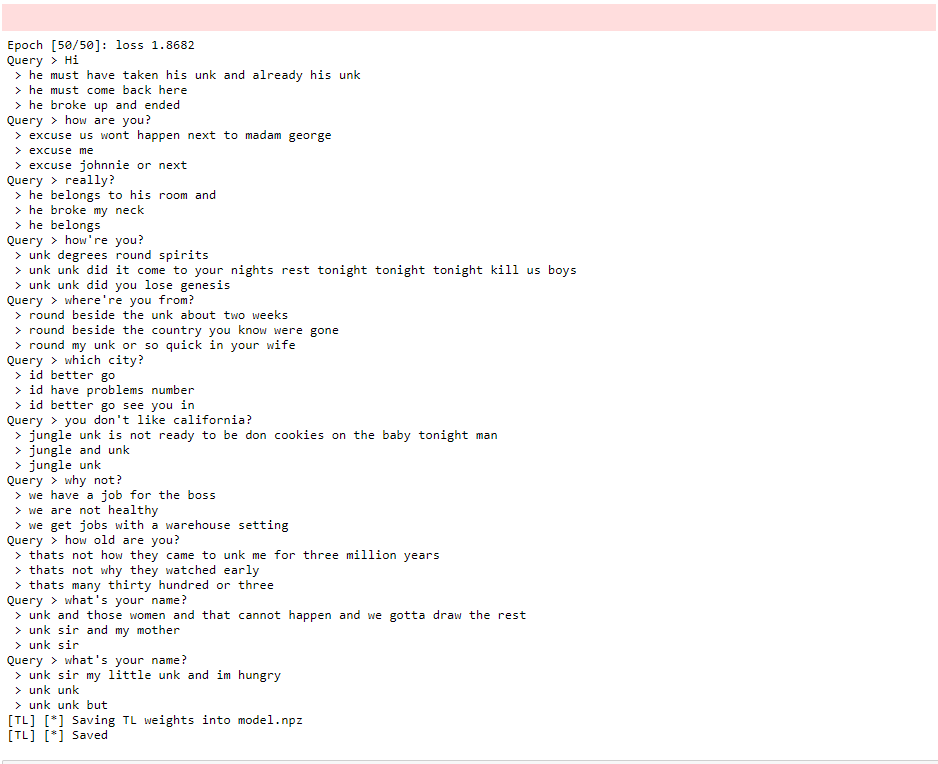 Epoch [50/50]: loss 1.8682
Query > Hi
> he must have taken his unk and already his unk
> he must come back here
> he broke up and ended
Query > how are you?
> excuse us wont happen next to madam george
> excuse me
> excuse johnnie or next
Query > really?
> he belongs to his room and
> he broke my neck
> he belongs
Query > how're you?
> unk degrees round spirits
> unk unk did it come to your nights rest tonight tonight tonight kill us boys
> unk unk did you lose genesis
Query > where're you from?
> round beside the unk about two weeks
> round beside the country you know were gone
> round my unk or so quick in your wife
Query > which city?
> id better go
> id have problems number
> id better go see you in
Query > you don't like california?
> jungle unk is not ready to be don cookies on the baby tonight man
> jungle and unk
> jungle unk
Query > why not?
> we have a job for the boss
> we are not healthy
> we get jobs with a warehouse setting
Query > how old are you?
> thats not how they came to unk me for three million years
> thats not why they watched early
> thats many thirty hundred or three
Query > what's your name?
> unk and those women and that cannot happen and we gotta draw the rest
> unk sir and my mother
> unk sir
Query > what's your name?
> unk sir my little unk and im hungry
> unk unk
> unk unk but
[TL] [*] Saving TL weights into model.npz
[TL] [*] Saved